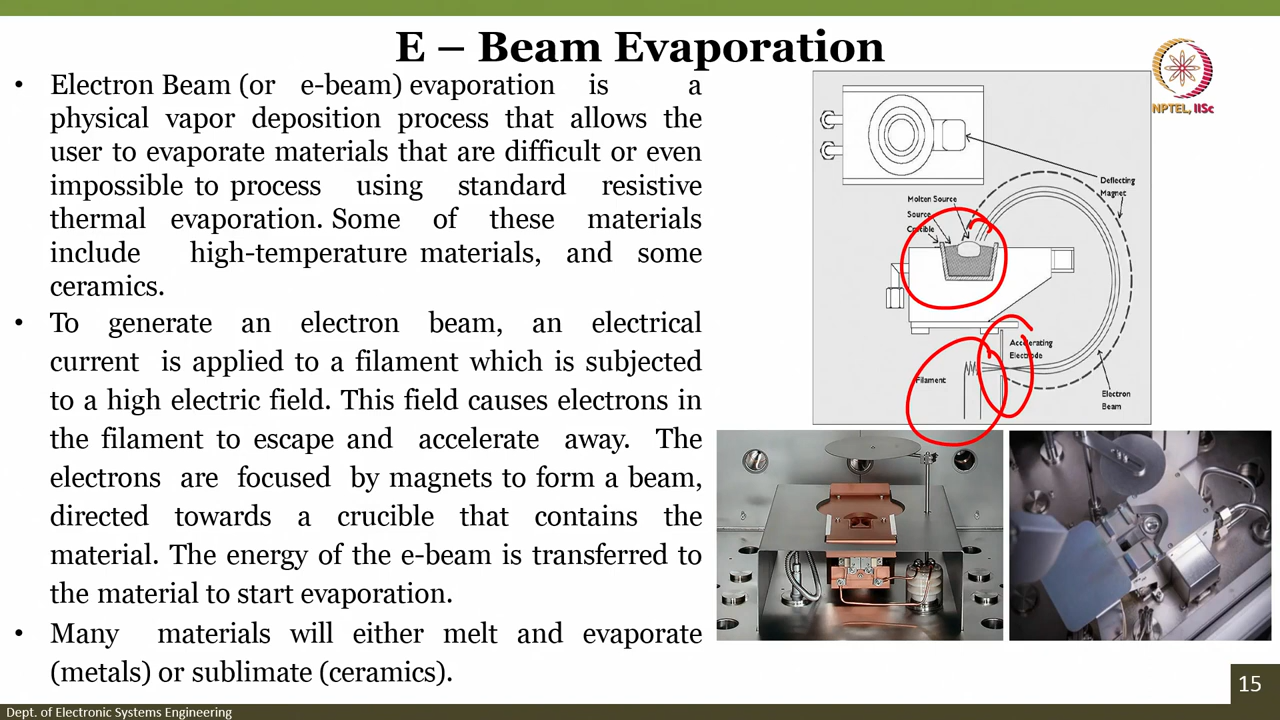 E – Beam Evaporation
• Electron Beam (or e-beam) evaporation is a
physical vapor deposition process that allows the
user to evaporate materials that are difficult or even
impossible to process using standard resistive
thermal evaporation. Some of these materials
include high-temperature materials, and some
ceramics.
• To generate an electron beam, an electrical
current is applied to a filament which is subjected
to a high electric field. This field causes electrons in
the filament to escape and accelerate away. The
electrons are focused by magnets to form a beam,
directed towards a crucible that contains the
material. The energy of the e-beam is transferred to
the material to start evaporation.
• Many materials will either melt and evaporate
(metals) or sublimate (ceramics).
NPTEL, IISc
Deflecting
Magnet
Molten Source
Source
Crucible
Accelerating
Electrode
Filament
Electron
Beam
15
Dept. of Electronic Systems Engineering